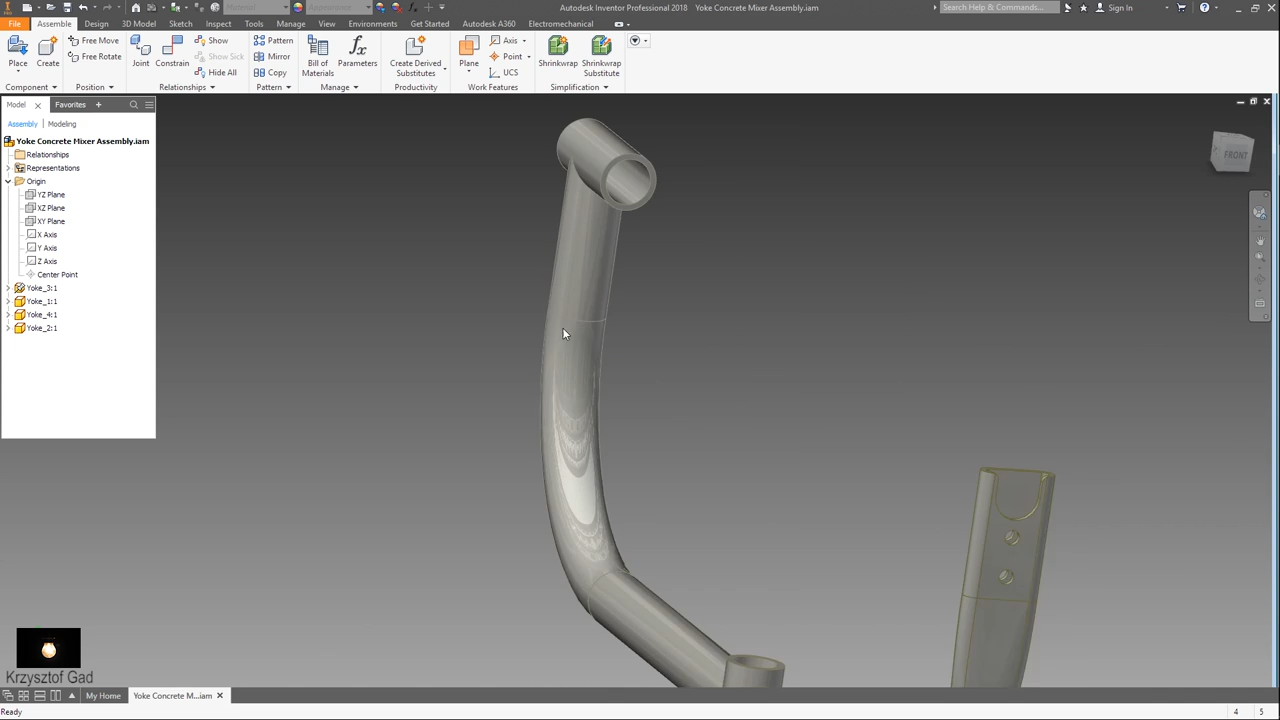 Autodesk Inventor Professional 2018 Yoke Concrete Mixer Assembly.iam
Search Help & Commands...
Sign In
File Assemble Design 3D Model Sketch Inspect Tools Manage View Environments Get Started Autodesk A360 Electromechanical
Place
Create
Free Move
Free Rotate
Joint
Constrain
Show
Show Sick
Hide All
Pattern
Mirror
Copy
Bill of
Materials
Parameters
Create Derived
Substitutes
Plane
Axis
Point
UCS
Shrinkwrap
Shrinkwrap
Substitute
Component Position Relationships Pattern Manage Productivity Work Features Simplification
Model Favorites
Assembly Modeling
Yoke Concrete Mixer Assembly.iam
Relationships
Representations
Origin
YZ Plane
XZ Plane
XY Plane
X Axis
Y Axis
Z Axis
Center Point
Yoke_3:1
Yoke_1:1
Yoke_4:1
Yoke_2:1
FRONT
Krzysztof Gad
My Home Yoke Concrete M...iam
Ready 4 5